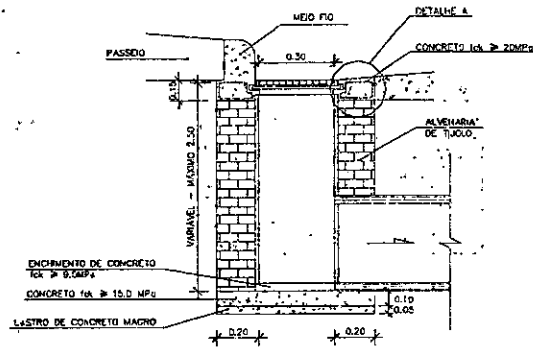 MEIO FIO
DETALHE A
PASSEIO
0.30
CONCRETO fck ≥ 20MPa
0.15
ALVENARIA
DE TIJOLO
VARIÁVEL - MÁXIMO 2.50
ENCHIMENTO DE CONCRETO
fck ≥ 9,0MPa
CONCRETO fck ≥ 15.0 MPa
LASTRO DE CONCRETO MAGRO
0.10
0.05
0.20
0.20